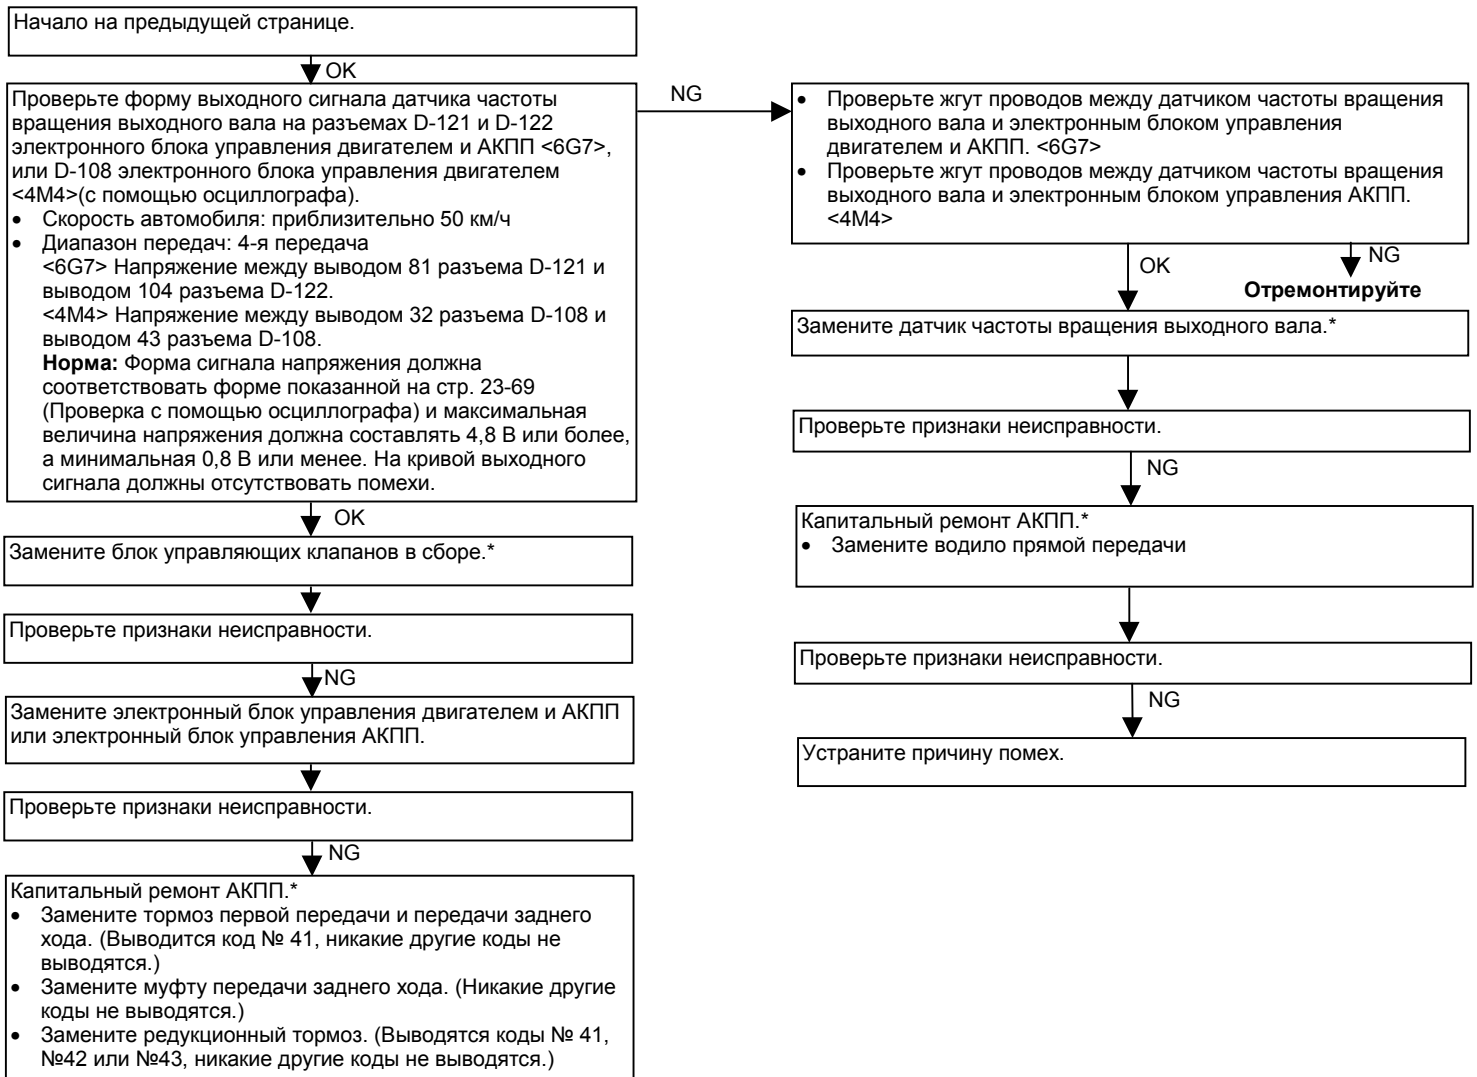 Начало на предыдущей странице.
OK
Проверьте форму выходного сигнала датчика частоты
вращения выходного вала на разъемах D-121 и D-122
электронного блока управления двигателем и АКПП <6G7>,
или D-108 электронного блока управления двигателем
<4M4>(с помощью осциллографа).
• Скорость автомобиля: приблизительно 50 км/ч
• Диапазон передач: 4-я передача
<6G7> Напряжение между выводом 81 разъема D-121 и
выводом 104 разъема D-122.
<4M4> Напряжение между выводом 32 разъема D-108 и
выводом 43 разъема D-108.
Норма: Форма сигнала напряжения должна
соответствовать форме показанной на стр. 23-69
(Проверка с помощью осциллографа) и максимальная
величина напряжения должна составлять 4,8 В или более,
а минимальная 0,8 В или менее. На кривой выходного
сигнала должны отсутствовать помехи.
OK
Замените блок управляющих клапанов в сборе.*
Проверьте признаки неисправности.
NG
Замените электронный блок управления двигателем и АКПП
или электронный блок управления АКПП.
Проверьте признаки неисправности.
NG
Капитальный ремонт АКПП.*
• Замените тормоз первой передачи и передачи заднего
хода. (Выводится код № 41, никакие другие коды не
выводятся.)
• Замените муфту передачи заднего хода. (Никакие другие
коды не выводятся.)
• Замените редукционный тормоз. (Выводятся коды № 41,
№42 или №43, никакие другие коды не выводятся.)
NG
• Проверьте жгут проводов между датчиком частоты вращения
выходного вала и электронным блоком управления
двигателем и АКПП. <6G7>
• Проверьте жгут проводов между датчиком частоты вращения
выходного вала и электронным блоком управления АКПП.
<4M4>
OK
NG
Отремонтируйте
Замените датчик частоты вращения выходного вала.*
Проверьте признаки неисправности.
NG
Капитальный ремонт АКПП.*
• Замените водило прямой передачи
Проверьте признаки неисправности.
NG
Устраните причину помех.